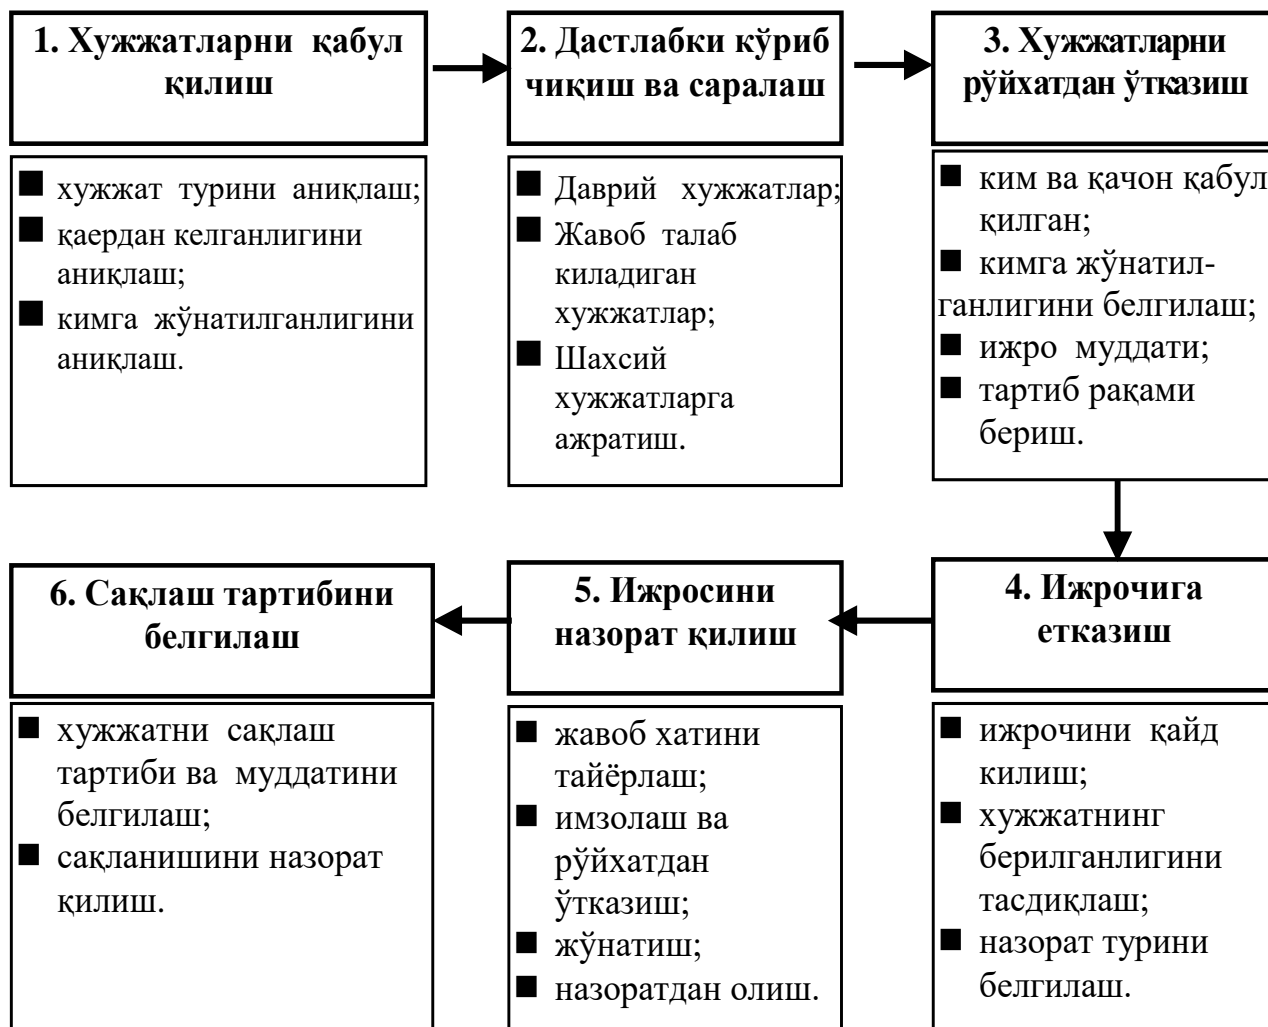 1. Хужжатларни қабул
қилиш
■ хужжат турини аниқлаш;
■ қаердан келганлигини
аниқлаш;
■ кимга жўнатилганлигини
аниқлаш.
2. Дастлабки кўриб
чиқиш ва саралаш
■ Даврий хужжатлар;
■ Жавоб талаб
киладиган
хужжатлар;
■ Шахсий
хужжатларга
ажратиш.
3. Хужжатларни
рўйхатдан ўтказиш
■ ким ва қачон қабул
қилган;
■ кимга жўнатил-
ганлигини белгилаш;
■ ижро муддати;
■ тартиб рақами
бериш.
4. Ижрочига
етказиш
■ ижрочини қайд
килиш;
■ хужжатнинг
берилганлигини
тасдиқлаш;
■ назорат турини
белгилаш.
5. Ижросини
назорат қилиш
■ жавоб хатини
тайёрлаш;
■ имзолаш ва
рўйхатдан
ўтказиш;
■ жўнатиш;
■ назоратдан олиш.
6. Сақлаш тартибини
белгилаш
■ хужжатни сақлаш
тартиби ва муддатини
белгилаш;
■ сақланишини назорат
қилиш.